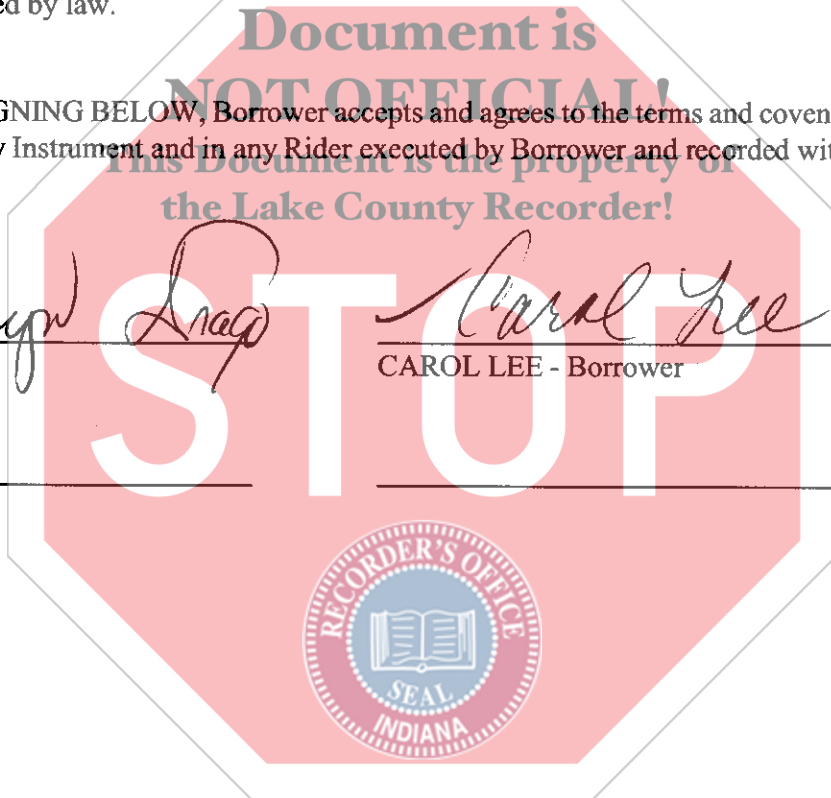 ed by law.
Document is
NOT OFFICIAL!
GNING BELOW, Borrower accepts and agrees to the terms and coven
y Instrument and in any Rider executed by Borrower and recorded wit
This Document is the property of
the Lake County Recorder!
Carol Lee
CAROL LEE - Borrower
STOP
RECORDER'S OFFICE
SEAL
INDIANA